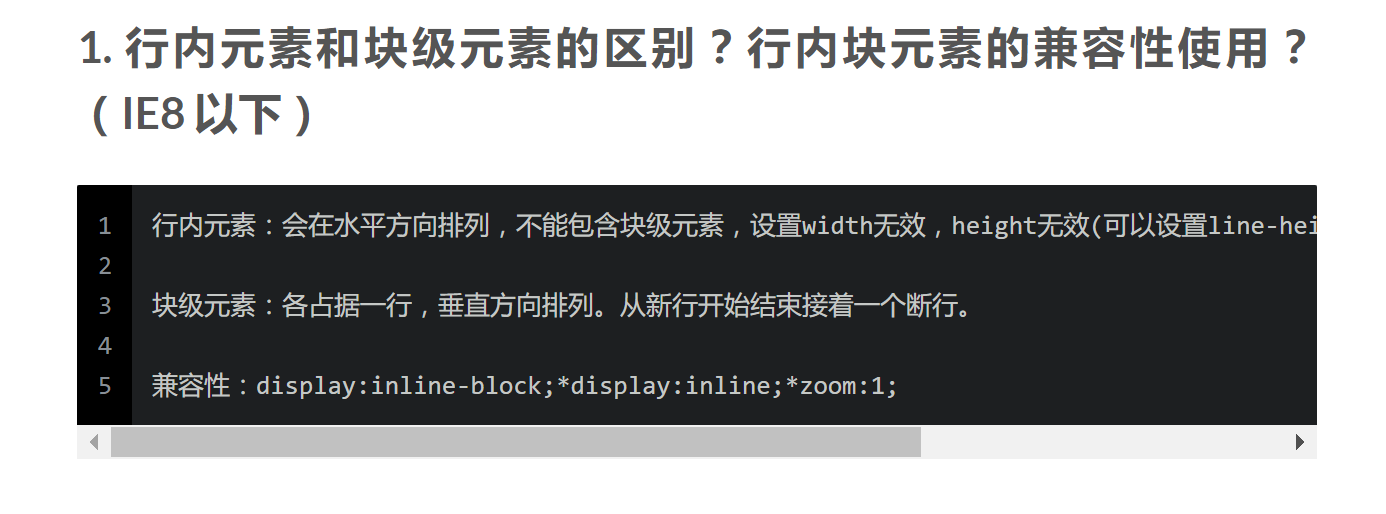 1. 行内元素和块级元素的区别？行内块元素的兼容性使用？
（IE8 以下）
1 行内元素：会在水平方向排列，不能包含块级元素，设置width无效，height无效(可以设置line-hei
2
3 块级元素：各占据一行，垂直方向排列。从新行开始结束接着一个断行。
4
5 兼容性：display:inline-block;*display:inline;*zoom:1;